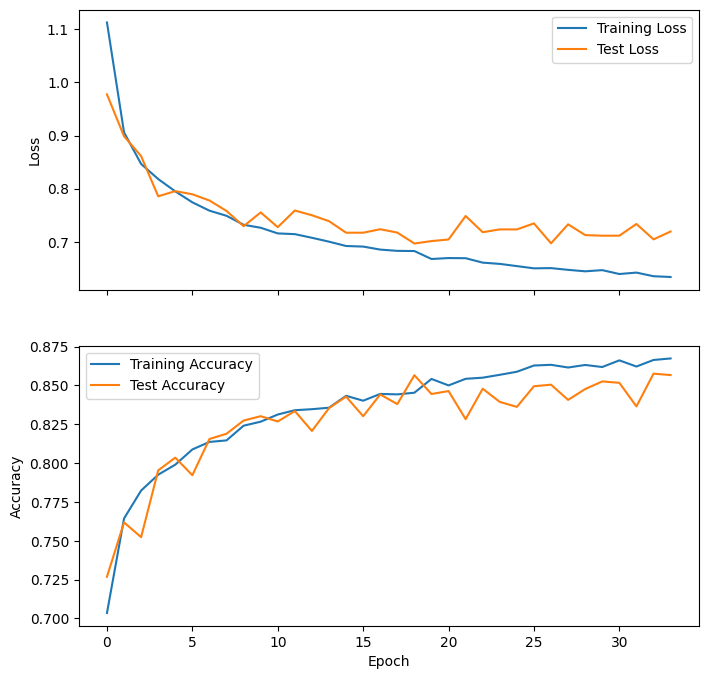 Training Loss
Test Loss
1.1
1.0
0.9
0.8
0.7
Loss
Training Accuracy
Test Accuracy
0.875
0.850
0.825
0.800
0.775
0.750
0.725
0.700
Accuracy
0 5 10 15 20 25 30
Epoch